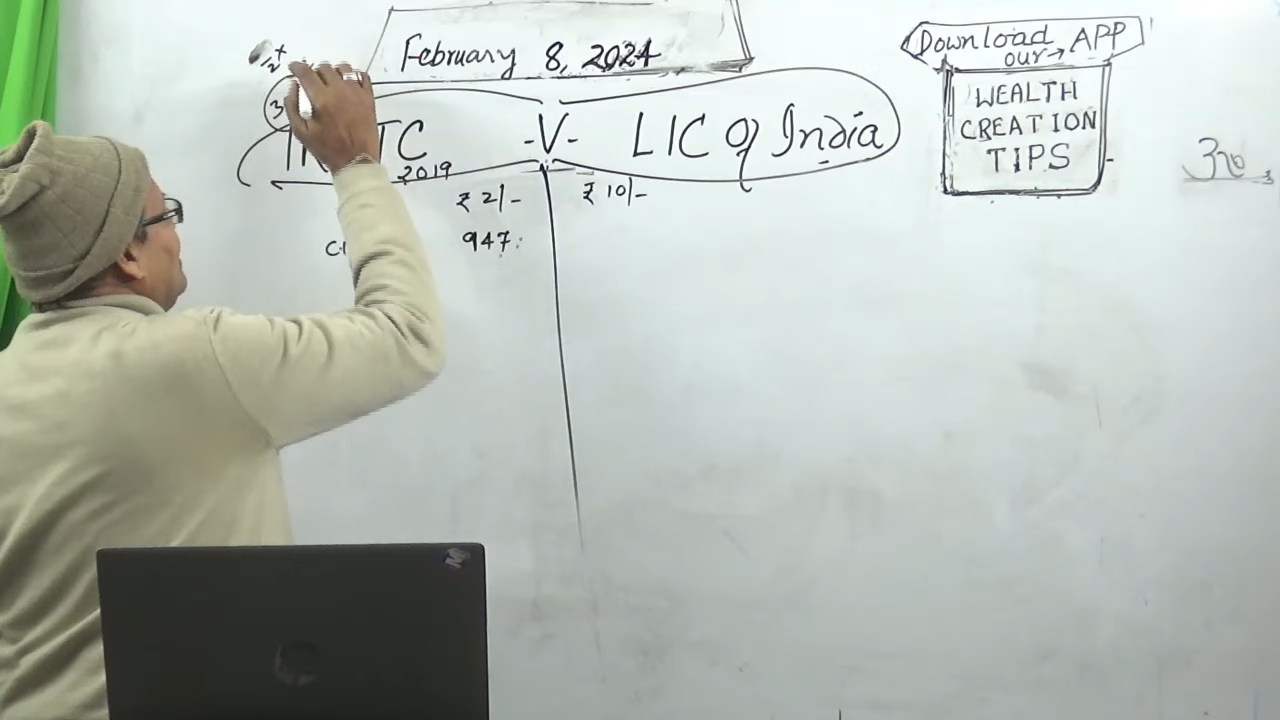 February 8, 2024
TC -V- LIC Of India
2019
₹ 2/- ₹ 10/-
947
Download
our→ APP
WEALTH
CREATION
TIPS